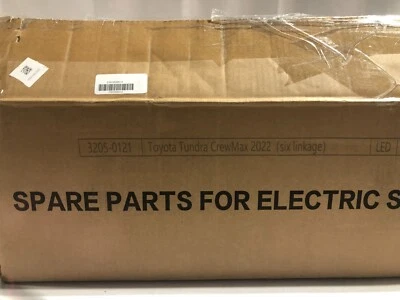 3205-0121 Toyota Tundra CrewMax 2022 (six linkage) LED
SPARE PARTS FOR ELECTRIC S